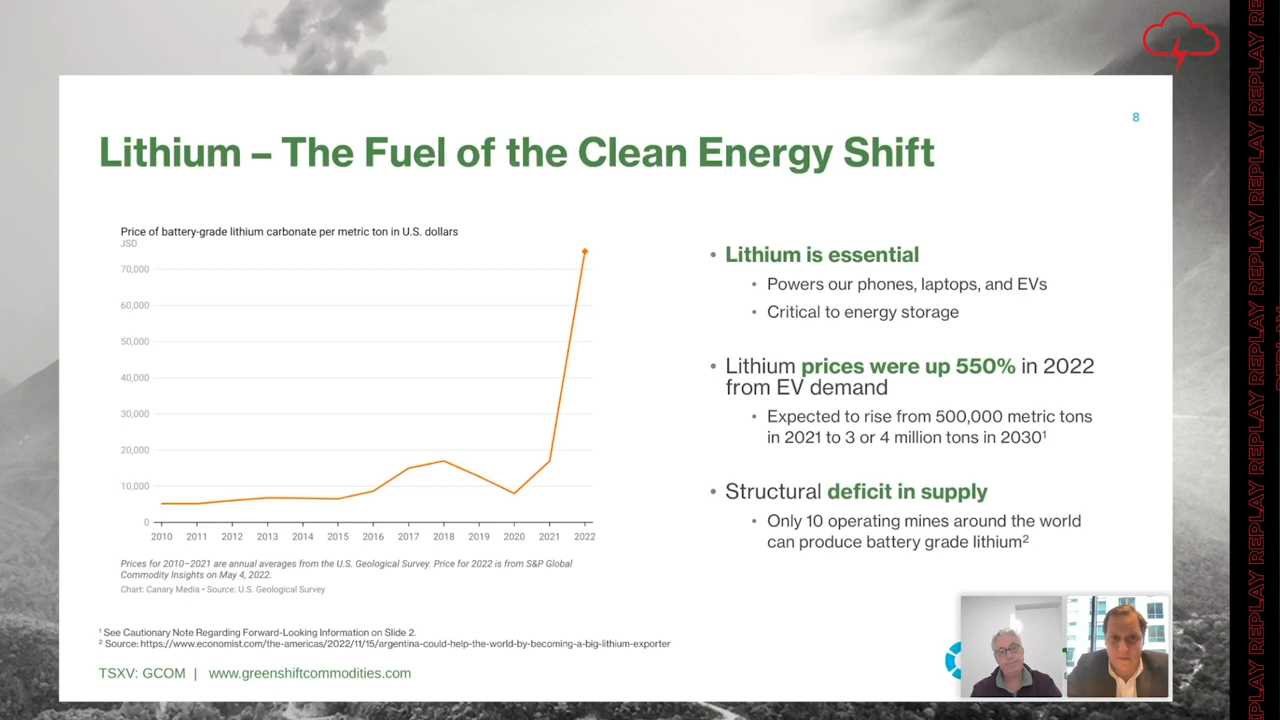 8
Lithium – The Fuel of the Clean Energy Shift
Price of battery-grade lithium carbonate per metric ton in U.S. dollars
JSD
70,000
60,000
50,000
40,000
30,000
20,000
10,000
0
2010 2011 2012 2013 2014 2015 2016 2017 2018 2019 2020 2021 2022
Prices for 2010–2021 are annual averages from the U.S. Geological Survey. Price for 2022 is from S&P Global
Commodity Insights on May 4, 2022.
Chart: Canary Media • Source: U.S. Geological Survey
• Lithium is essential
• Powers our phones, laptops, and EVs
• Critical to energy storage
• Lithium prices were up 550% in 2022
from EV demand
• Expected to rise from 500,000 metric tons
in 2021 to 3 or 4 million tons in 2030¹
• Structural deficit in supply
• Only 10 operating mines around the world
can produce battery grade lithium²
¹ See Cautionary Note Regarding Forward-Looking Information on Slide 2.
² Source: https://www.economist.com/the-americas/2022/11/15/argentina-could-help-the-world-by-becoming-a-big-lithium-exporter
TSXV: GCOM | www.greenshiftcommodities.com
REPLAY REPLAY REPLAY REPLAY REPLAY REPLAY REPLAY REPLAY RE